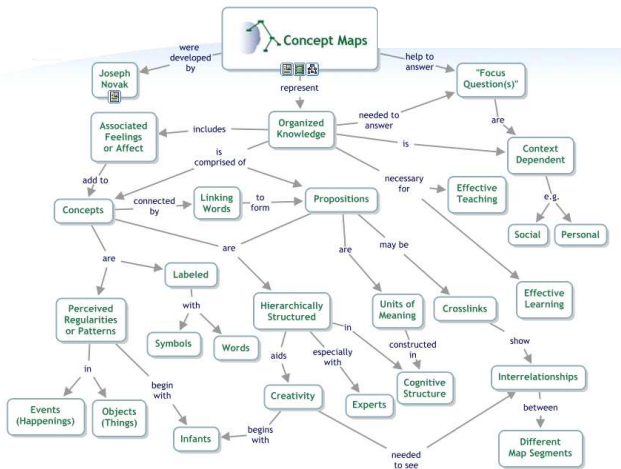 Concept Maps
were
developed
by
help to
answer
Joseph
Novak
"Focus
Question(s)"
represent
needed to
answer
Organized
Knowledge
Associated
Feelings
or Affect
includes
are
is
Context
Dependent
is
comprised of
add to
necessary
for
Effective
Teaching
Concepts
connected
by
Linking
Words
to
form
Propositions
e.g.
Social
Personal
are
are
are
may be
Labeled
Perceived
Regularities
or Patterns
with
Hierarchically
Structured
Units of
Meaning
Crosslinks
Effective
Learning
Symbols
Words
in
constructed
in
show
aids
especially
with
in
begin
with
Creativity
Experts
Cognitive
Structure
Interrelationships
Events
(Happenings)
Objects
(Things)
between
Infants
begins
with
needed
to see
Different
Map Segments